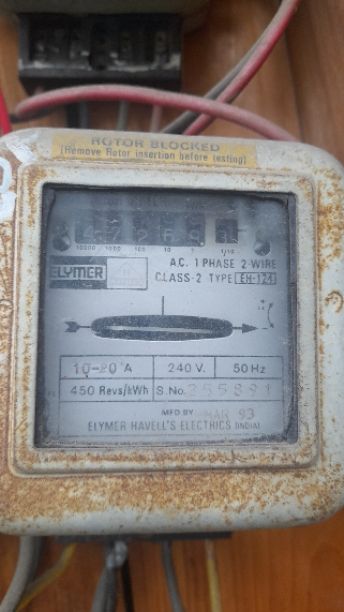 ROTOR BLOCKED
(Remove Rotor insertion before testing)
10000 1000 100 10 1 1/10
A.C. 1 PHASE 2-WIRE
ELYMER
CLASS-2 TYPE EH-124
10-20 A 240 V. 50 Hz
450 Revs/kWh S.No. 355891
MFD BY MAR 93
ELYMER HAVELL'S ELECTRICS (INDIA)